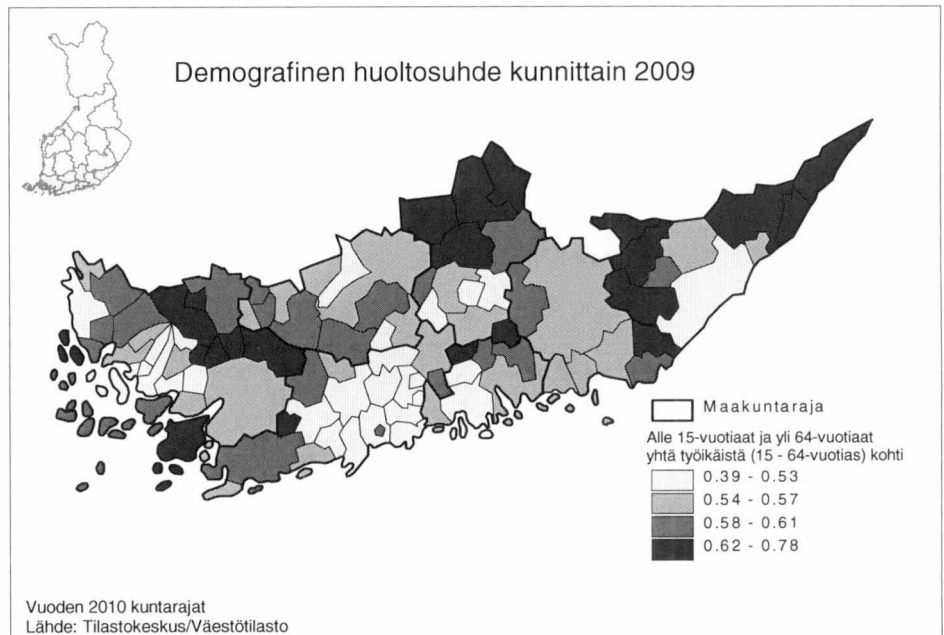 Demografinen huoltosuhde kunnittain 2009
Maakuntaraja
Alle 15-vuotiaat ja yli 64-vuotiaat
yhtä työikäistä (15 - 64-vuotias) kohti
0.39 - 0.53
0.54 - 0.57
0.58 - 0.61
0.62 - 0.78
Vuoden 2010 kuntarajat
Lähde: Tilastokeskus/Väestötilasto